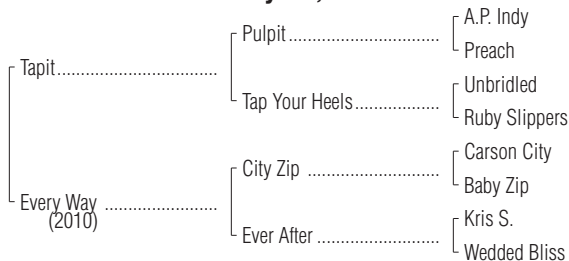 A.P. Indy
Pulpit
Preach
Tapit
Unbridled
Tap Your Heels
Ruby Slippers
Carson City
City Zip
Baby Zip
Every Way
(2010)
Kris S.
Ever After
Wedded Bliss